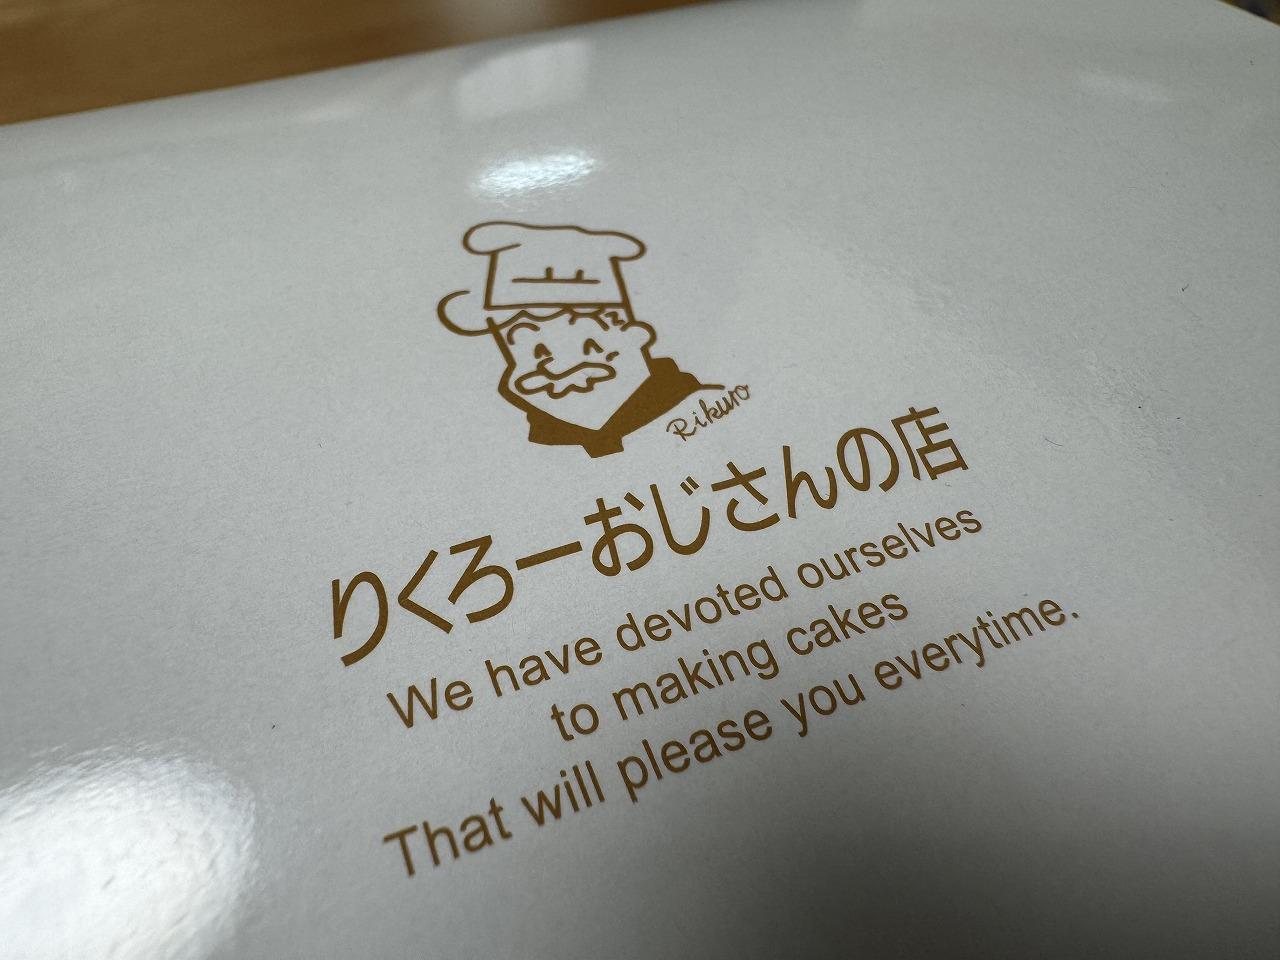 Rikuro
りくろーおじさんの店
We have devoted ourselves
to making cakes
That will please you everytime.